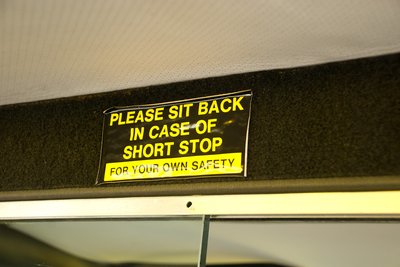 PLEASE SIT BACK
IN CASE OF
SHORT STOP
FOR YOUR OWN SAFETY